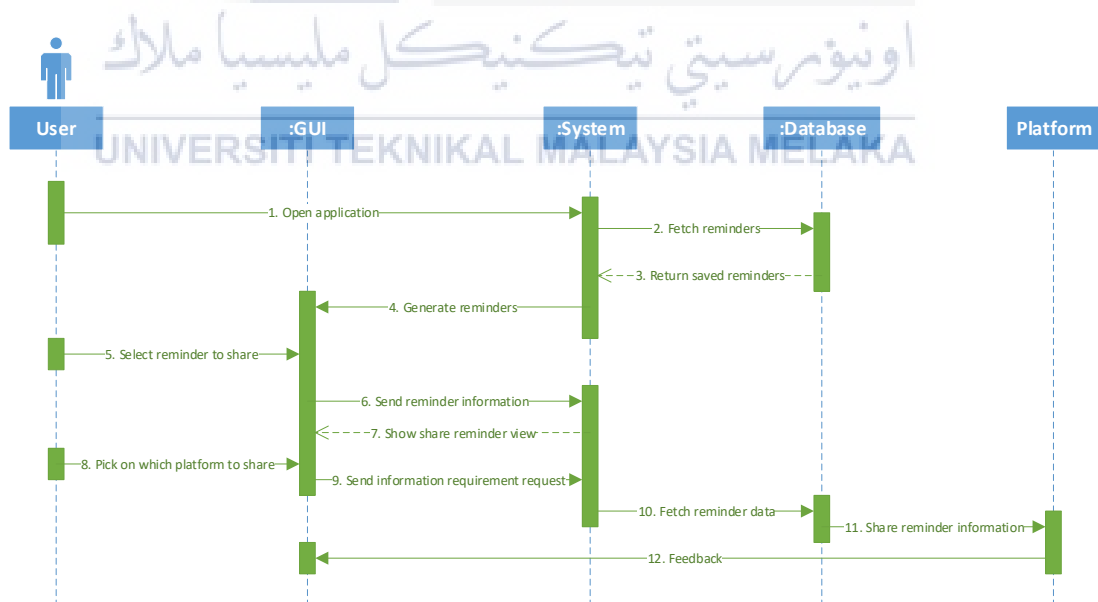 اونيۏرسيتي تيكنيكل مليسيا ملاك
User
:GUI
:System
:Database
Platform
UNIVERSITI TEKNIKAL MALAYSIA MELAKA
1. Open application
2. Fetch reminders
3. Return saved reminders
4. Generate reminders
5. Select reminder to share
6. Send reminder information
7. Show share reminder view
8. Pick on which platform to share
9. Send information requirement request
10. Fetch reminder data
11. Share reminder information
12. Feedback